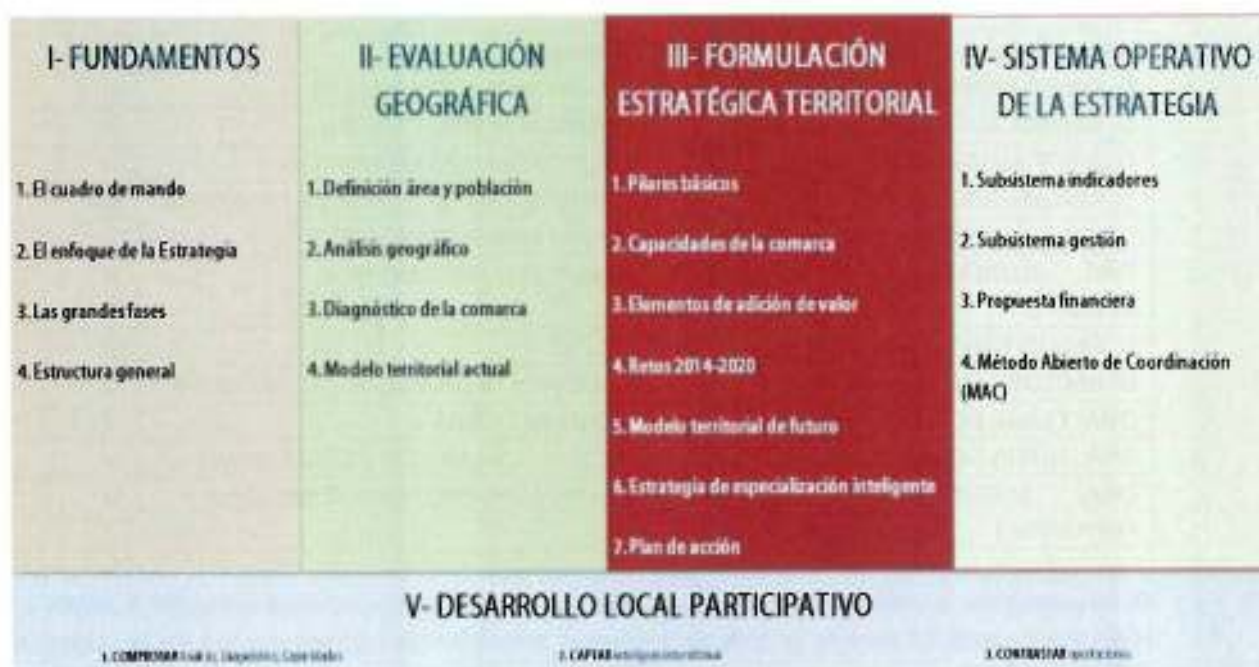 I- FUNDAMENTOS
1. El cuadro de mando
2. El enfoque de la Estrategia
3. Las grandes fases
4. Estructura general
II- EVALUACIÓN
GEOGRÁFICA
1. Definición área y población
2. Análisis geográfico
3. Diagnóstico de la comarca
4. Modelo territorial actual
III- FORMULACIÓN
ESTRATÉGICA TERRITORIAL
1. Pilares básicos
2. Capacidades de la comarca
3. Elementos de adición de valor
4. Retos 2014-2020
5. Modelo territorial de futuro
6. Estrategia de especialización inteligente
7. Plan de acción
IV- SISTEMA OPERATIVO
DE LA ESTRATEGIA
1. Subsistema indicadores
2. Subsistema gestión
3. Propuesta financiera
4. Método Abierto de Coordinación
(MAC)
V- DESARROLLO LOCAL PARTICIPATIVO
1. COMPROBAR
2. CAPTAR
3. CONTRASTAR